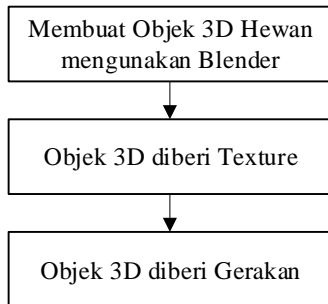 Membuat Objek 3D Hewan
mengunakan Blender
Objek 3D diberi Texture
Objek 3D diberi Gerakan